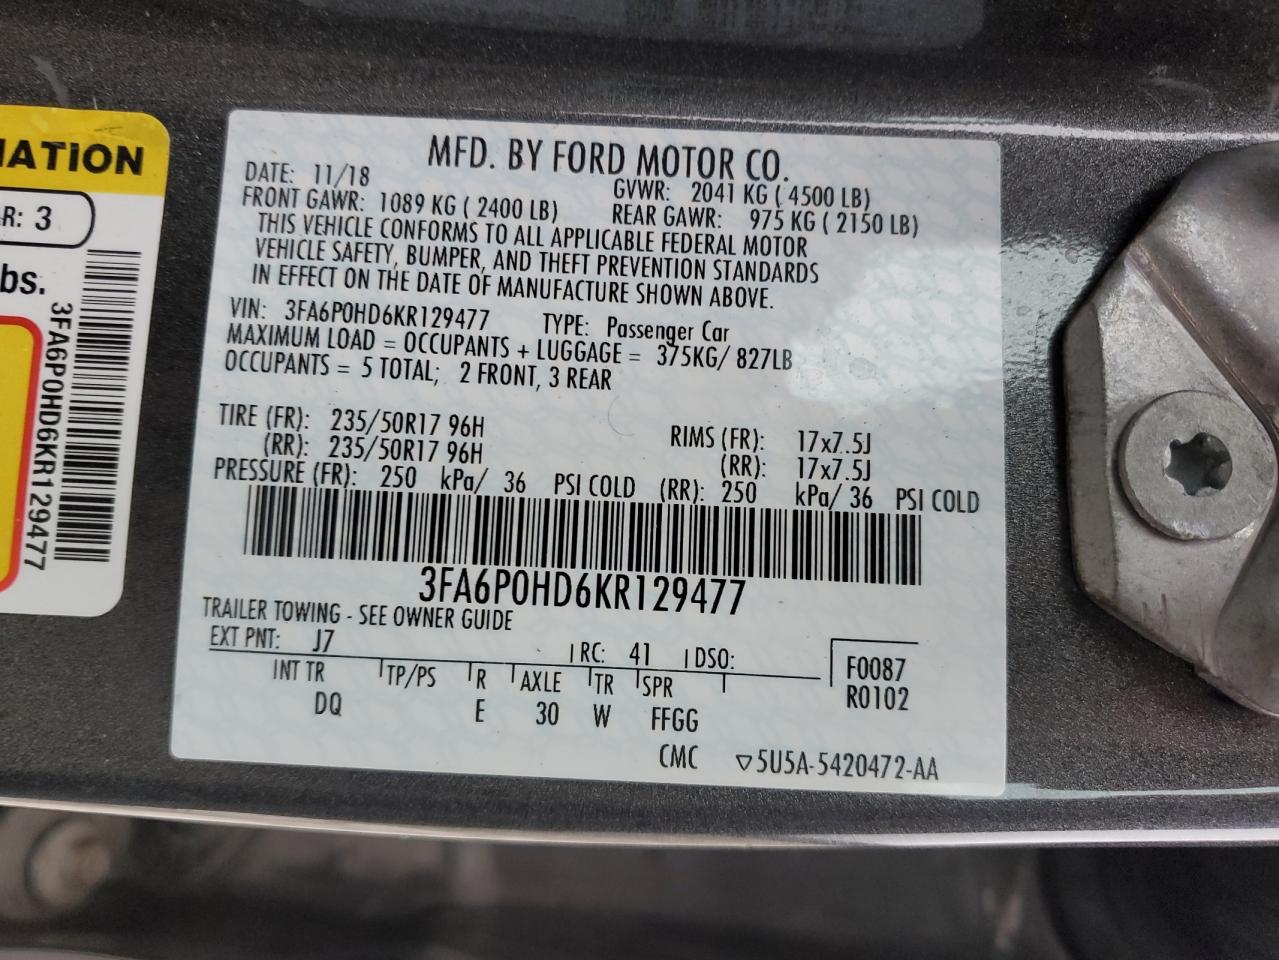 MATION
R: 3
bs.
3FA6P0HD6KR129477
MFD. BY FORD MOTOR CO.
DATE: 11/18 GVWR: 2041 KG ( 4500 LB)
FRONT GAWR: 1089 KG ( 2400 LB) REAR GAWR: 975 KG ( 2150 LB)
THIS VEHICLE CONFORMS TO ALL APPLICABLE FEDERAL MOTOR
VEHICLE SAFETY, BUMPER, AND THEFT PREVENTION STANDARDS
IN EFFECT ON THE DATE OF MANUFACTURE SHOWN ABOVE.
VIN: 3FA6P0HD6KR129477 TYPE: Passenger Car
MAXIMUM LOAD = OCCUPANTS + LUGGAGE = 375KG/ 827LB
OCCUPANTS = 5 TOTAL; 2 FRONT, 3 REAR
TIRE (FR): 235/50R17 96H RIMS (FR): 17x7.5J
(RR): 235/50R17 96H (RR): 17x7.5J
PRESSURE (FR): 250 kPa/ 36 PSI COLD (RR): 250 kPa/ 36 PSI COLD
3FA6P0HD6KR129477
TRAILER TOWING - SEE OWNER GUIDE
EXT PNT: J7 RC: 41 DSO:
INT TR TP/PS R AXLE TR SPR
DQ E 30 W FFGG
F0087
R0102
CMC ▽5U5A-5420472-AA